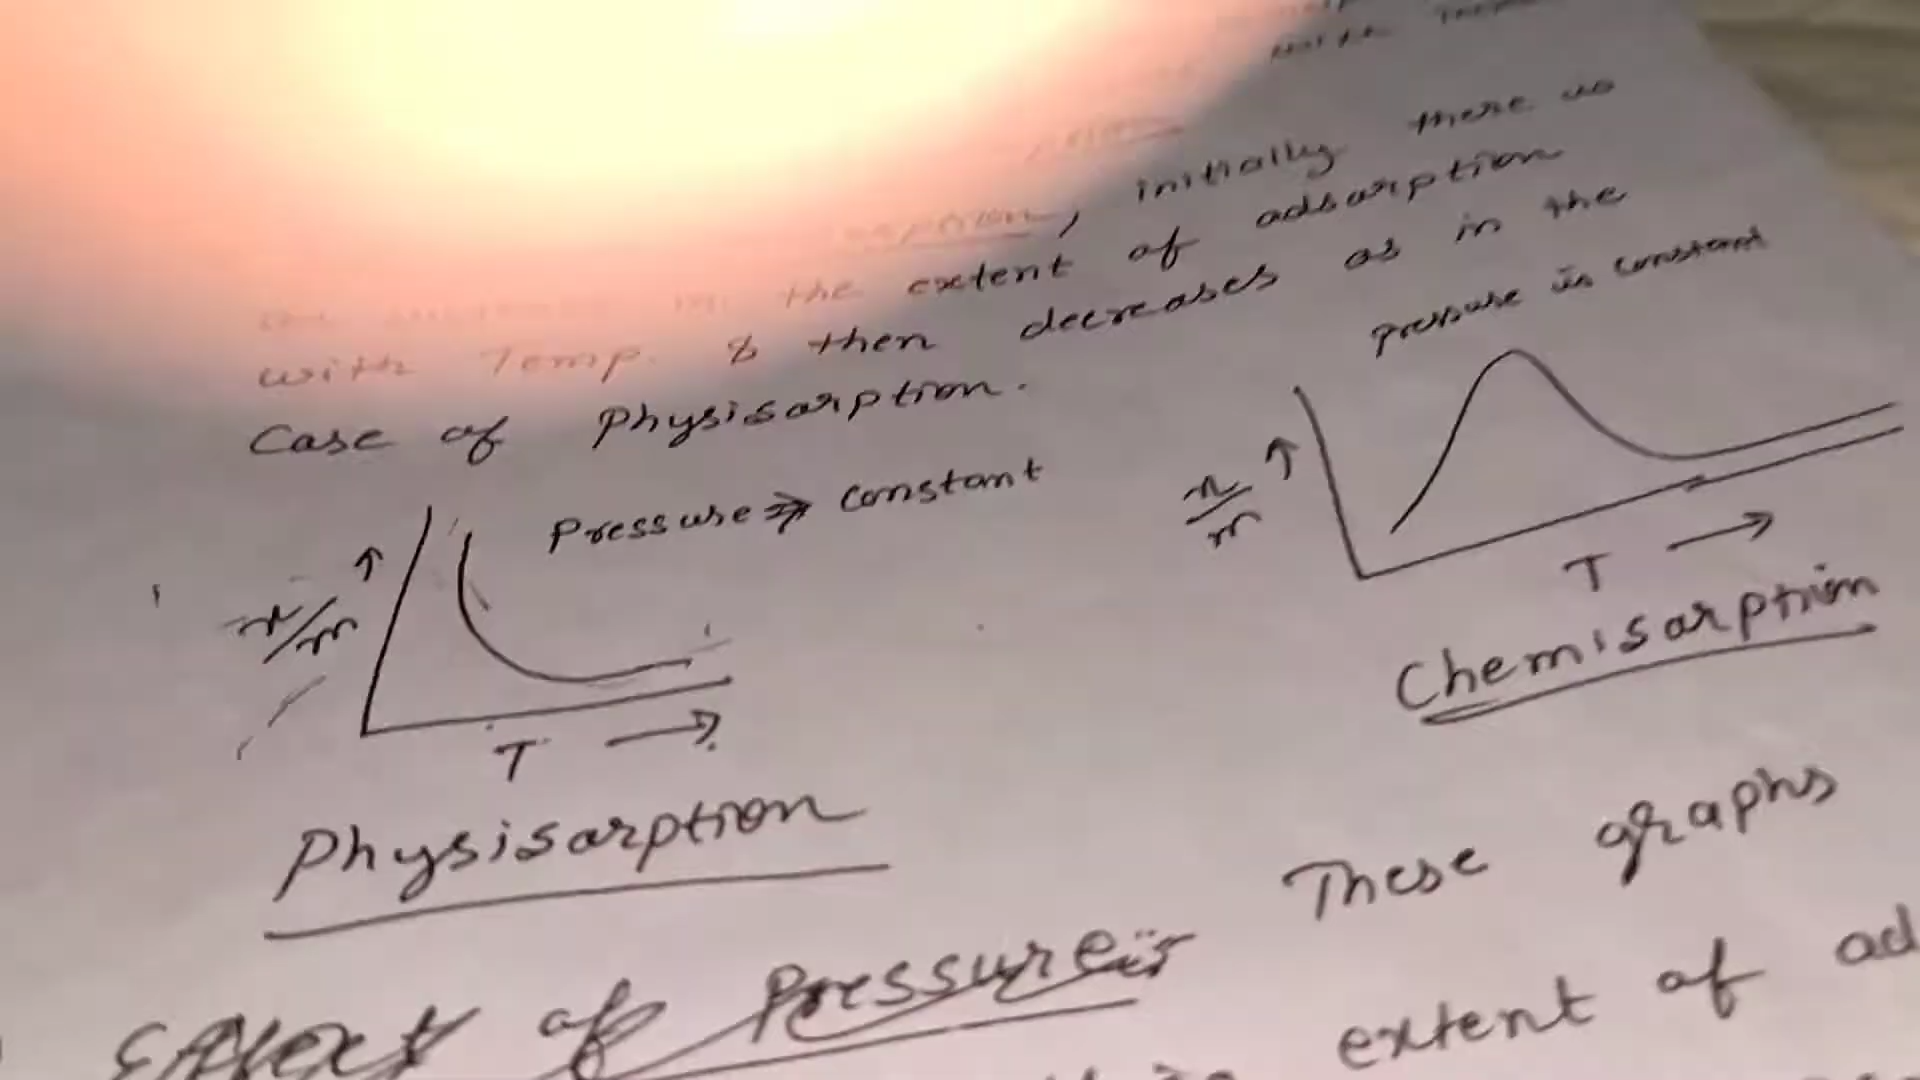 with
initially there is
the extent of adsorption
with Temp. & then decreases as in the
Case of Physisorption.
Pressure is constant
Pressure ⇒ Constant
x/m ↑
T →
Physisorption
x/m ↑
T →
Chemisorption
These graphs
Effect of Pressure
extent of ad